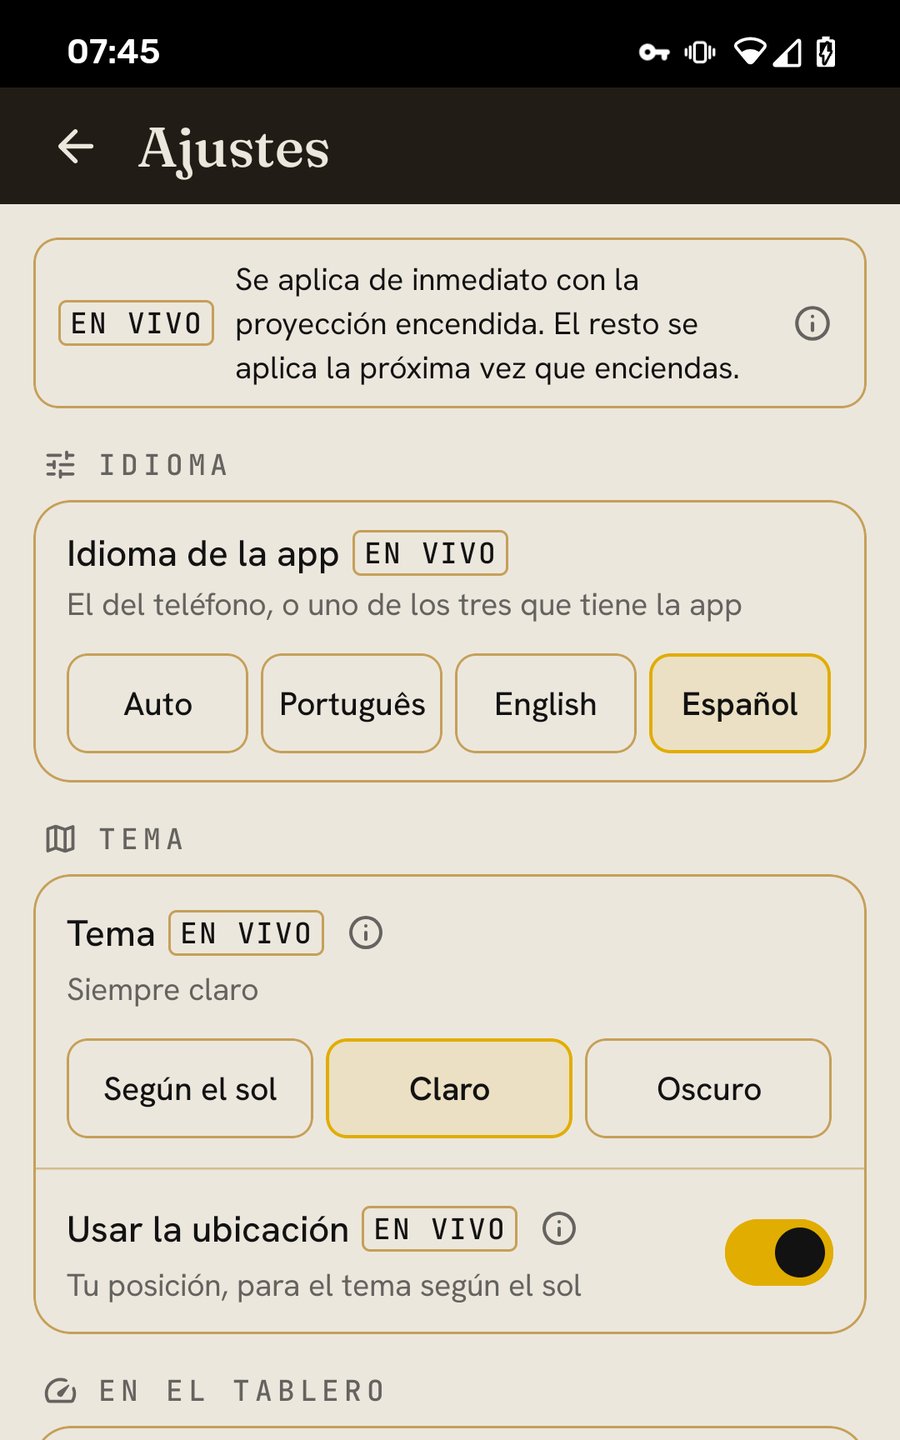 07:45
Ajustes
EN VIVO
Se aplica de inmediato con la
proyección encendida. El resto se
aplica la próxima vez que enciendas.
IDIOMA
Idioma de la app EN VIVO
El del teléfono, o uno de los tres que tiene la app
Auto Português English Español
TEMA
Tema EN VIVO
Siempre claro
Según el sol Claro Oscuro
Usar la ubicación EN VIVO
Tu posición, para el tema según el sol
EN EL TABLERO